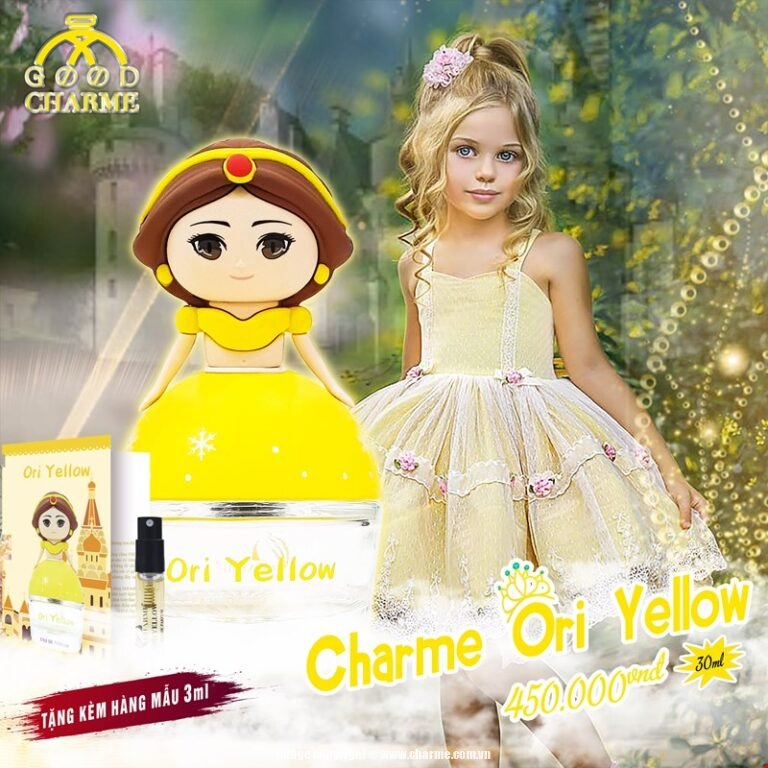 GOOD
CHARME
Ori Yellow
Ori Yellow
Ori Yellow
Charme Ori Yellow
450.000vnd
30ml
TẶNG KÈM HÀNG MẪU 3ml
www.charme.com.vn